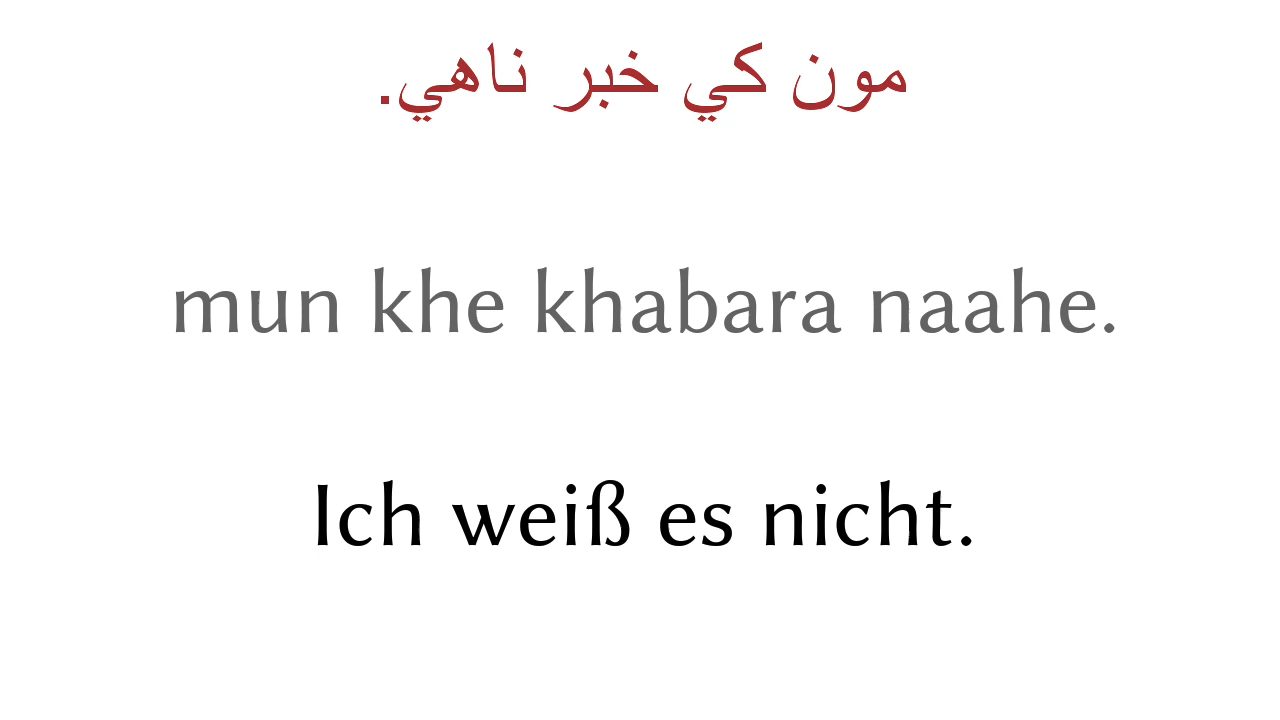 مون کي خبر ناهي.
mun khe khabara naahe.
Ich weiß es nicht.